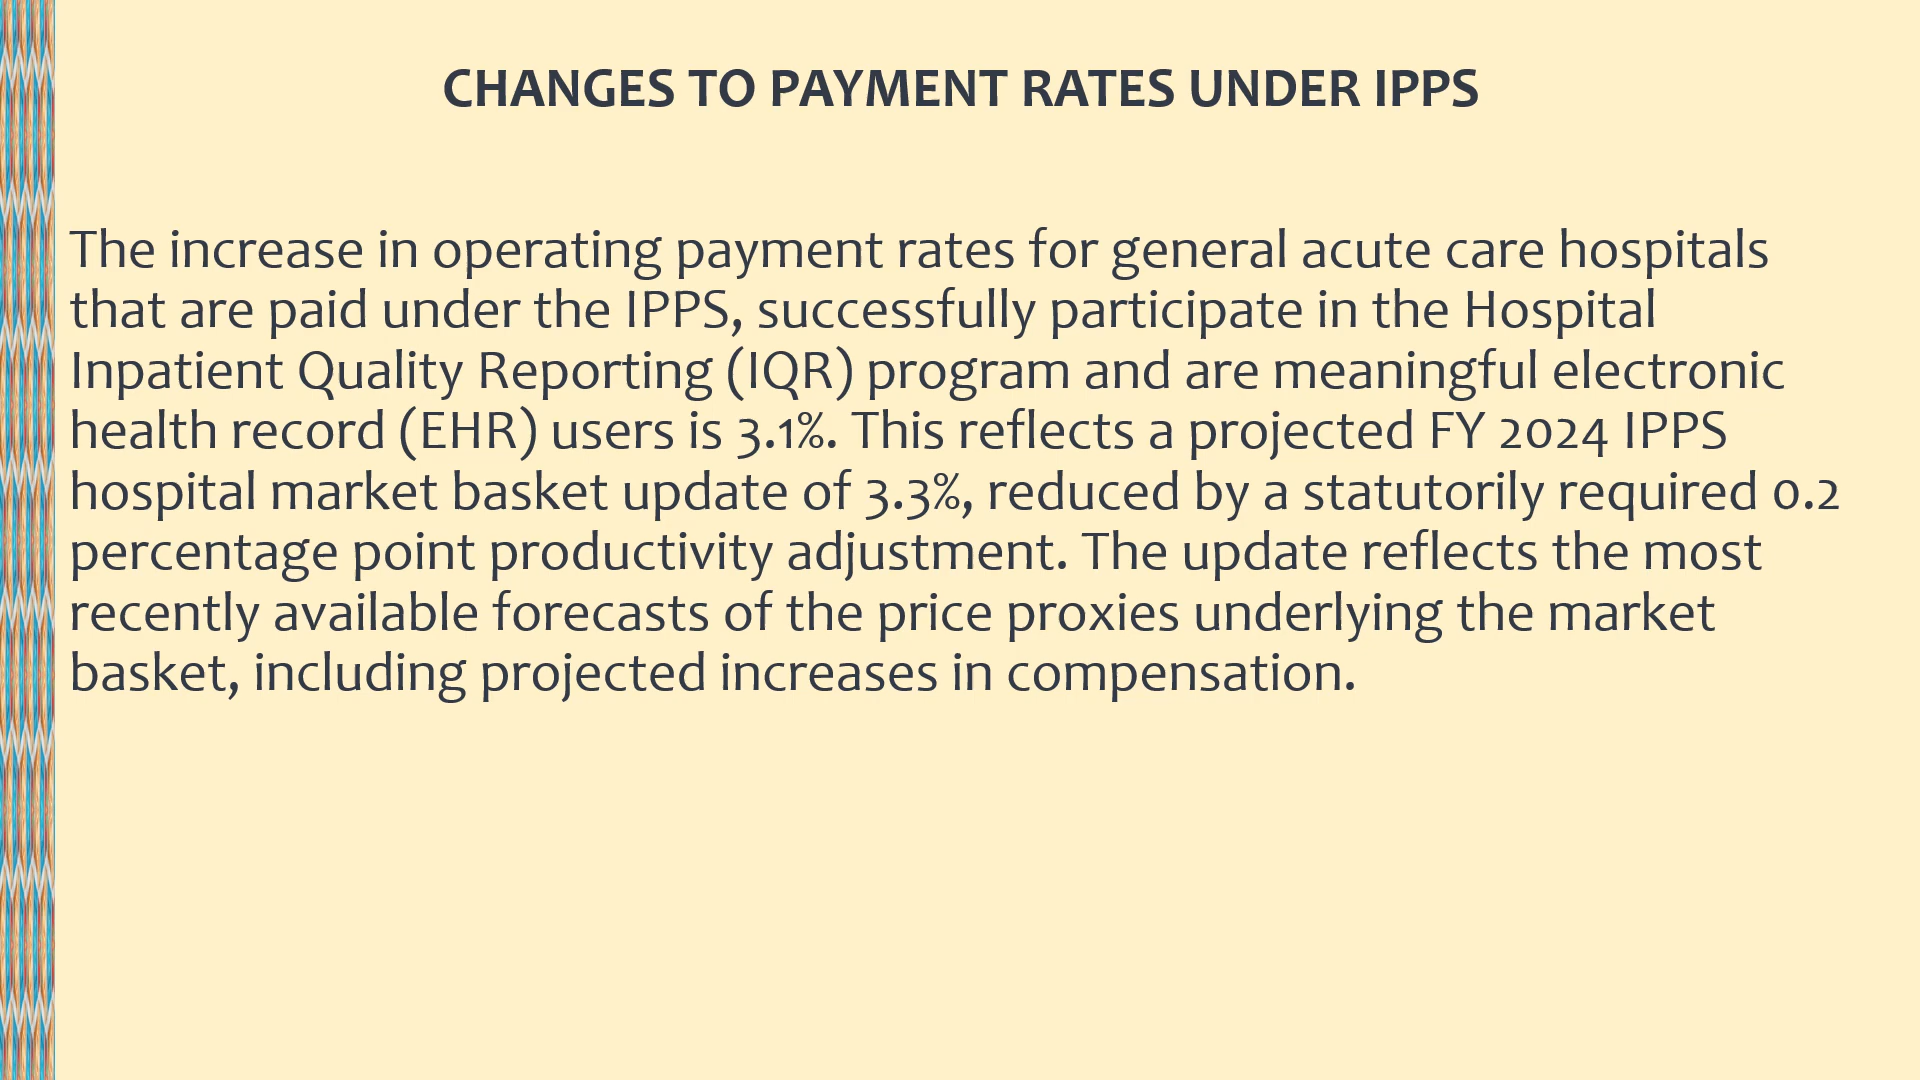 CHANGES TO PAYMENT RATES UNDER IPPS
The increase in operating payment rates for general acute care hospitals
that are paid under the IPPS, successfully participate in the Hospital
Inpatient Quality Reporting (IQR) program and are meaningful electronic
health record (EHR) users is 3.1%. This reflects a projected FY 2024 IPPS
hospital market basket update of 3.3%, reduced by a statutorily required 0.2
percentage point productivity adjustment. The update reflects the most
recently available forecasts of the price proxies underlying the market
basket, including projected increases in compensation.